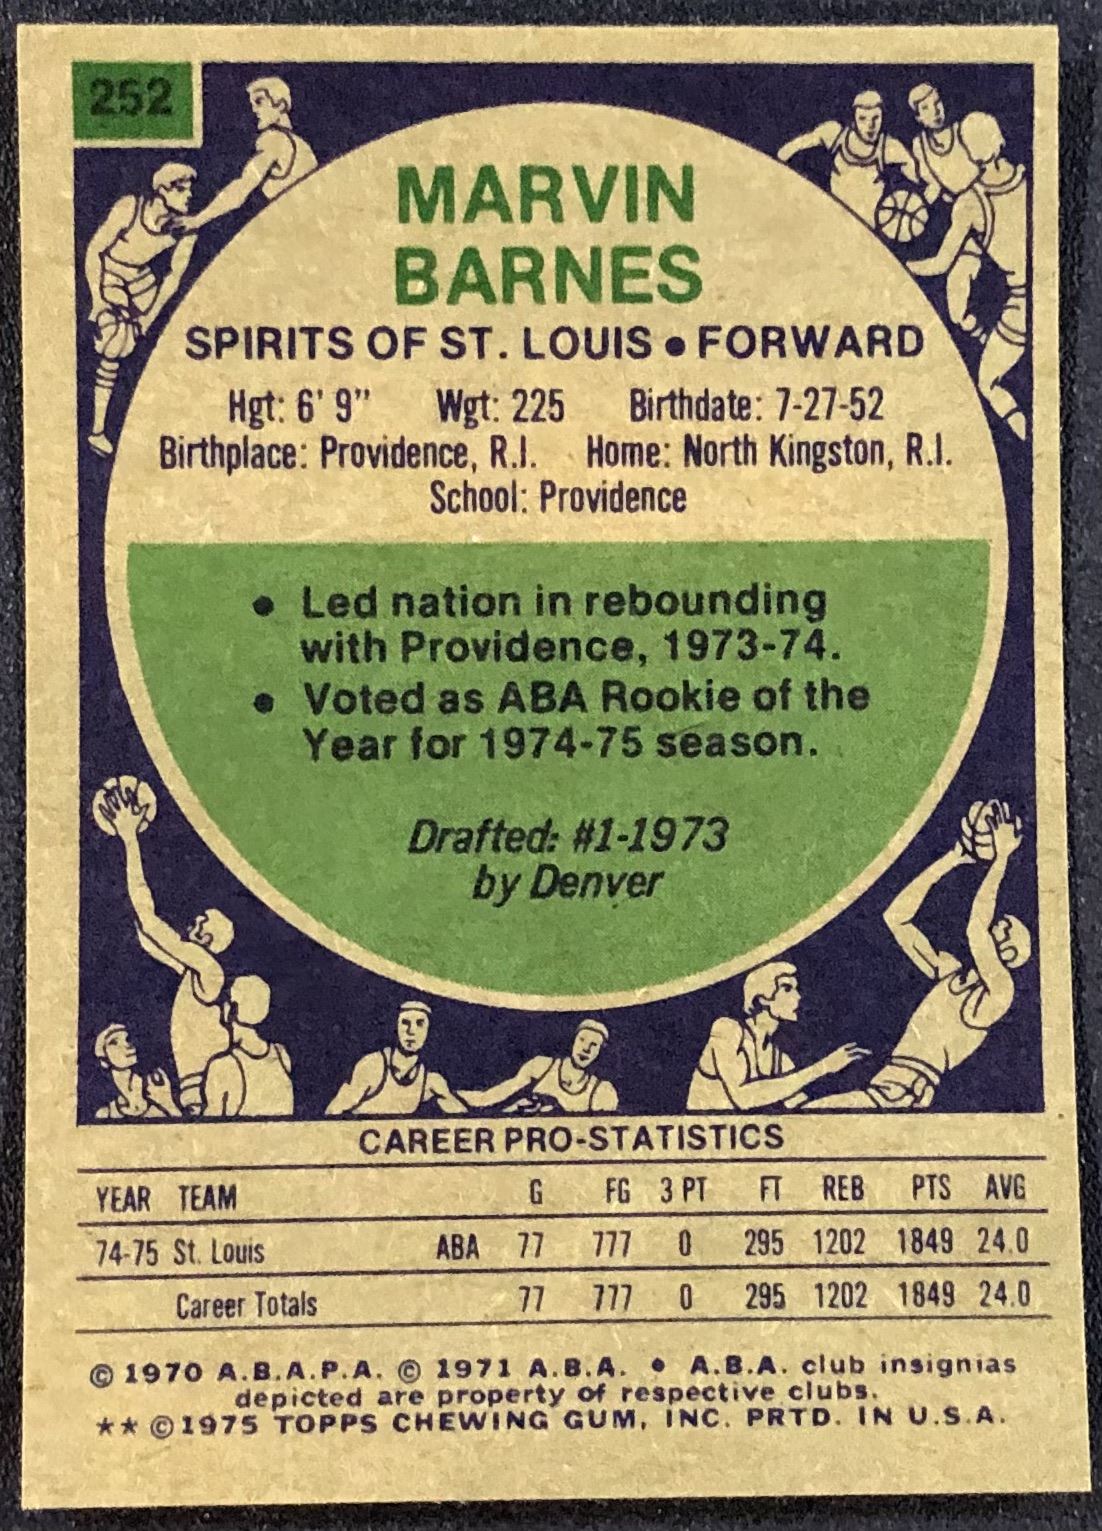 252
MARVIN
BARNES
SPIRITS OF ST. LOUIS • FORWARD
Hgt: 6' 9" Wgt: 225 Birthdate: 7-27-52
Birthplace: Providence, R.I. Home: North Kingston, R.I.
School: Providence
• Led nation in rebounding
with Providence, 1973-74.
• Voted as ABA Rookie of the
Year for 1974-75 season.
Drafted: #1-1973
by Denver
CAREER PRO-STATISTICS
YEAR TEAM G FG 3 PT FT REB PTS AVG
74-75 St. Louis ABA 77 777 0 295 1202 1849 24.0
Career Totals 77 777 0 295 1202 1849 24.0
© 1970 A.B.A.P.A. © 1971 A.B.A. • A.B.A. club insignias
depicted are property of respective clubs.
** © 1975 TOPPS CHEWING GUM, INC. PRTD. IN U.S.A.